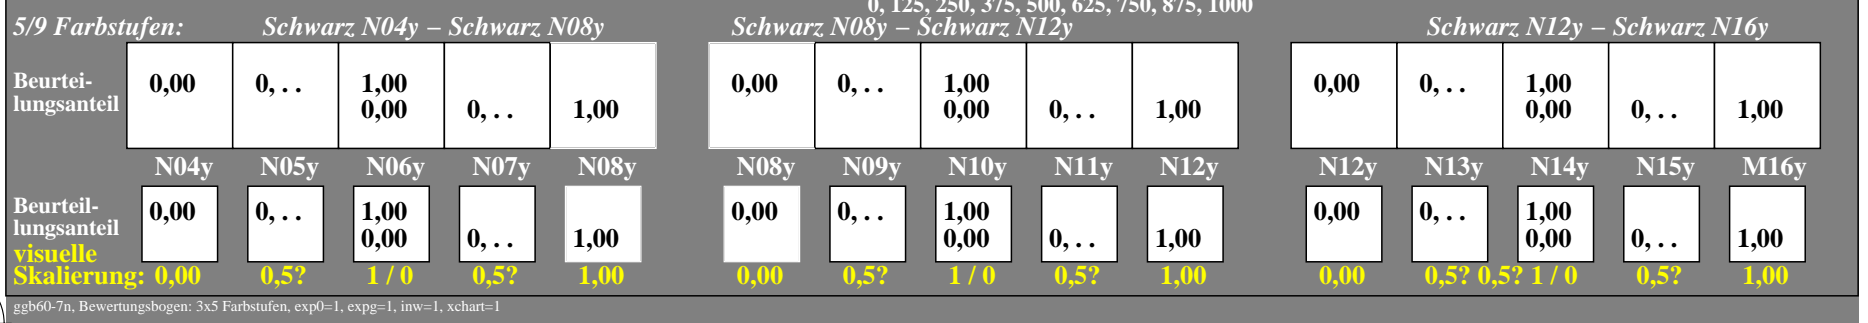 0, 125, 250, 375, 500, 625, 750, 875, 1000
5/9 Farbstufen: Schwarz N04y – Schwarz N08y Schwarz N08y – Schwarz N12y Schwarz N12y – Schwarz N16y
Beurtei- 0,00 0, . . 1,00 0,00 0, . . 1,00 0,00 0, . . 1,00
lungsanteil 0,00 0, . . 1,00 0,00 0, . . 1,00 0,00 0, . . 1,00
N04y N05y N06y N07y N08y N08y N09y N10y N11y N12y N12y N13y N14y N15y M16y
Beurteil- 0,00 0, . . 1,00 0,00 0, . . 1,00 0,00 0, . . 1,00
lungsanteil 0,00 0, . . 1,00 0,00 0, . . 1,00 0,00 0, . . 1,00
visuelle
Skalierung: 0,00 0,5? 1 / 0 0,5? 1,00 0,00 0,5? 1 / 0 0,5? 1,00 0,00 0,5? 0,5? 1 / 0 0,5? 1,00
ggb60-7n, Bewertungsbogen: 3x5 Farbstufen, exp0=1, expg=1, inw=1, xchart=1